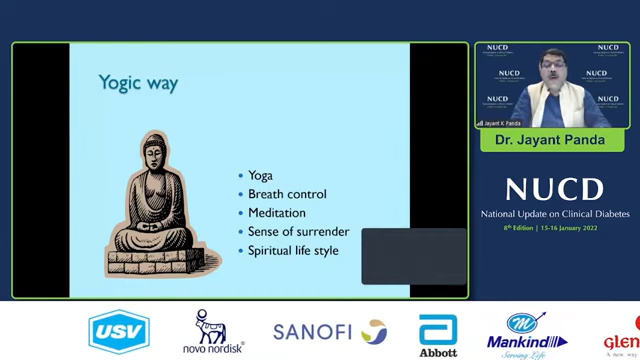 Yogic way
Yoga
Breath control
Meditation
Sense of surrender
Spiritual life style
NUCD
NUCD
NUCD
NUCD
NUCD
Jayant K Panda
Dr. Jayant Panda
NUCD
National Update on Clinical Diabetes
8th Edition | 15-16 January 2022
USV
novo nordisk®
SANOFI
Abbott
Mankind
Serving Life